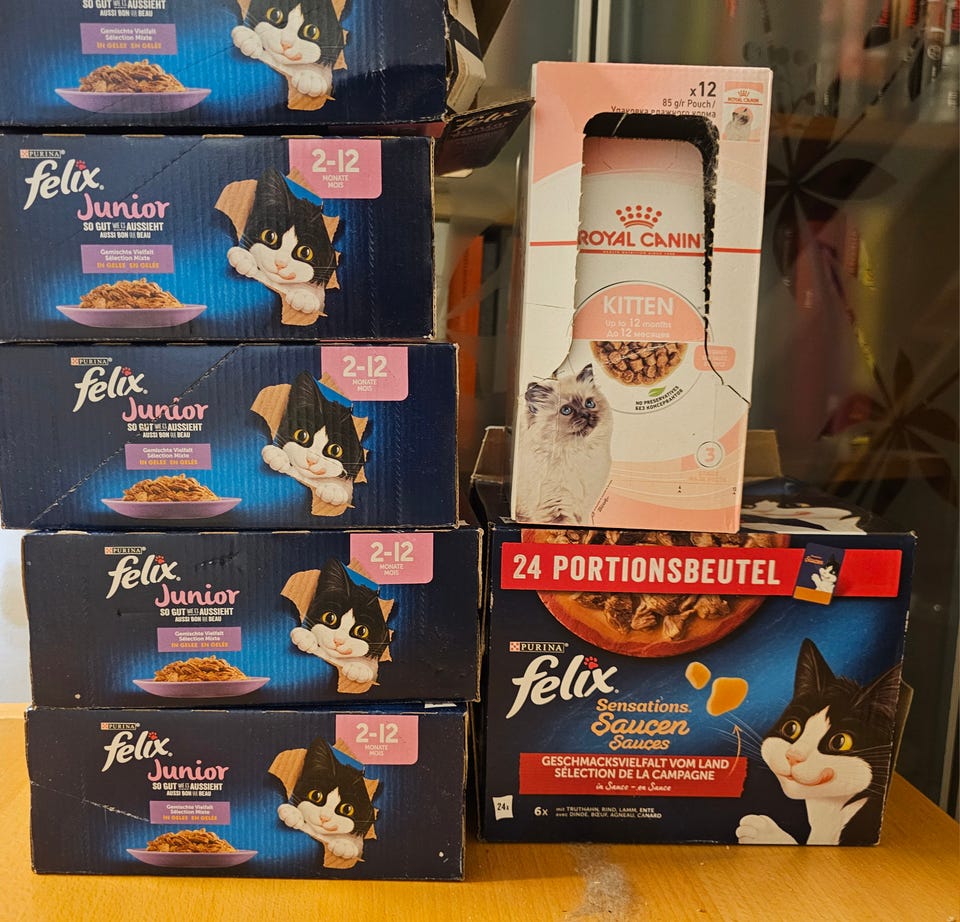 SO GUT WIE ES AUSSIEHT
AUSSI BON QUE BEAU
Gemischte Vielfalt
Sélection Mixte
IN GELEE EN GELÉE
PURINA
felix
Junior
SO GUT WIE ES AUSSIEHT
AUSSI BON QUE BEAU
Gemischte Vielfalt
Sélection Mixte
IN GELEE EN GELÉE
2-12
MONATE
MOIS
PURINA
felix
Junior
SO GUT WIE ES AUSSIEHT
AUSSI BON QUE BEAU
Gemischte Vielfalt
Sélection Mixte
IN GELEE EN GELÉE
2-12
MONATE
MOIS
PURINA
felix
Junior
SO GUT WIE ES AUSSIEHT
AUSSI BON QUE BEAU
Gemischte Vielfalt
Sélection Mixte
IN GELEE EN GELÉE
2-12
MONATE
MOIS
PURINA
felix
Junior
SO GUT WIE ES AUSSIEHT
AUSSI BON QUE BEAU
Gemischte Vielfalt
Sélection Mixte
IN GELEE EN GELÉE
2-12
MONATE
MOIS
x12
85 g/r Pouch/
Упаковка влажного корма
ROYAL CANIN
ROYAL CANIN
KITTEN
Up to 12 months
До 12 месяцев
NO PRESERVATIVES
БЕЗ КОНСЕРВАНТОВ
3
24 PORTIONSBEUTEL
PURINA
felix
Sensations
Saucen
Sauces
GESCHMACKSVIELFALT VOM LAND
SÉLECTION DE LA CAMPAGNE
in Sauce - en Sauce
24x
6x mit TRUTHAHN, RIND, LAMM, ENTE
avec DINDE, BŒUF, AGNEAU, CANARD